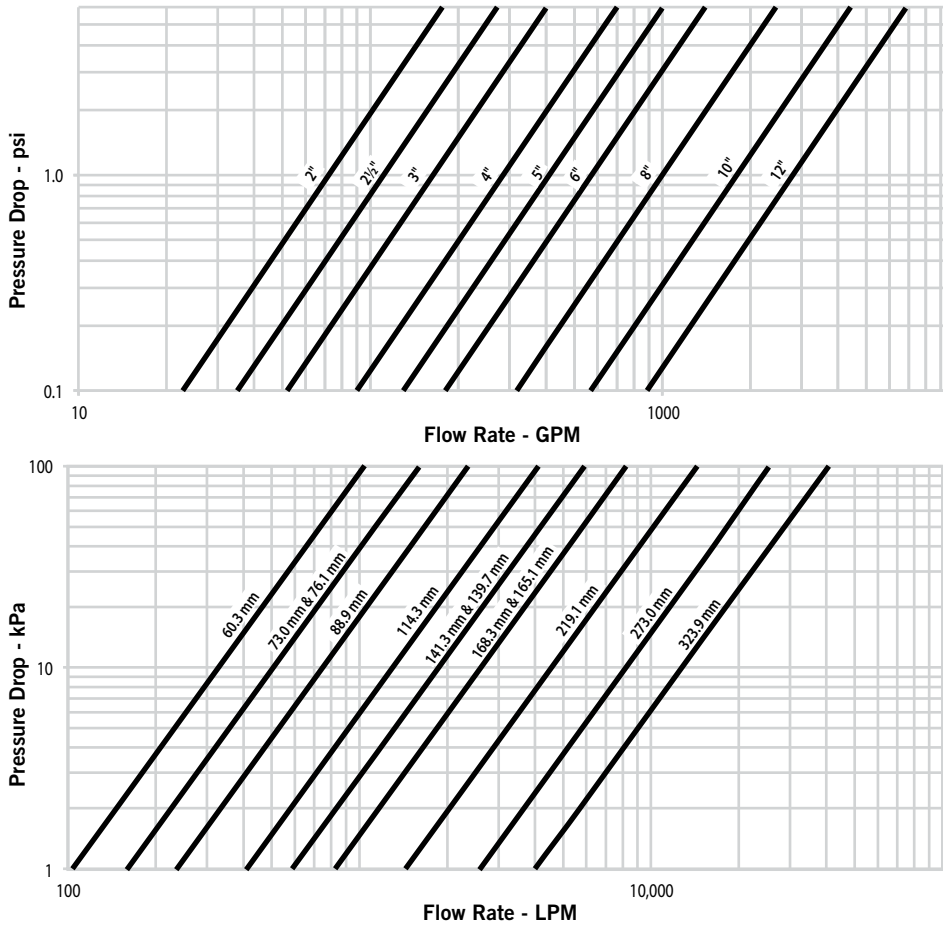 Pressure Drop - psi
1.0
0.1
2"
2½"
3"
4"
5"
6"
8"
10"
12"
10
1000
Flow Rate - GPM
Pressure Drop - kPa
100
10
1
60.3 mm
73.0 mm & 76.1 mm
88.9 mm
114.3 mm
141.3 mm & 139.7 mm
168.3 mm & 165.1 mm
219.1 mm
273.0 mm
323.9 mm
100
10,000
Flow Rate - LPM